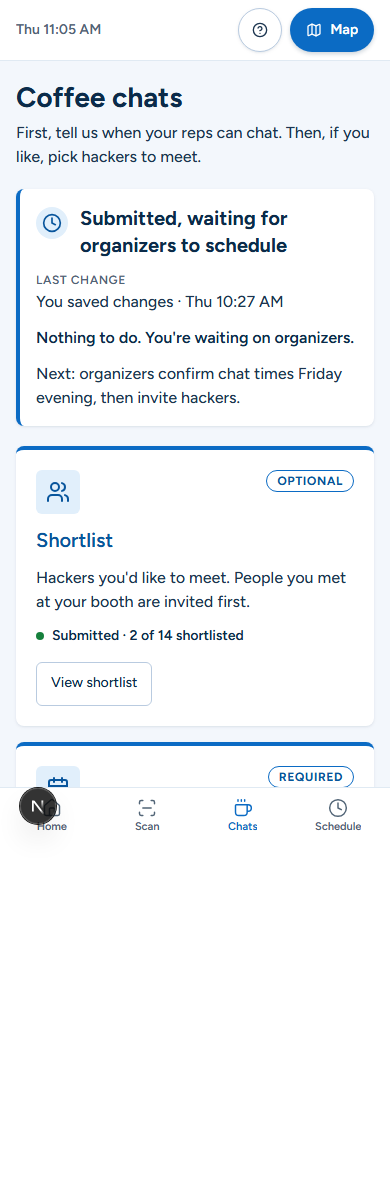 Thu 11:05 AM
Map
Coffee chats
First, tell us when your reps can chat. Then, if you
like, pick hackers to meet.
Submitted, waiting for
organizers to schedule
LAST CHANGE
You saved changes · Thu 10:27 AM
Nothing to do. You're waiting on organizers.
Next: organizers confirm chat times Friday
evening, then invite hackers.
OPTIONAL
Shortlist
Hackers you'd like to meet. People you met
at your booth are invited first.
Submitted · 2 of 14 shortlisted
View shortlist
REQUIRED
N
Home
Scan
Chats
Schedule